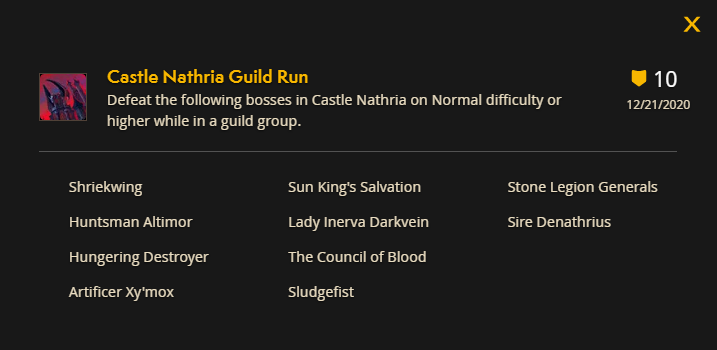 X
Castle Nathria Guild Run
10
Defeat the following bosses in Castle Nathria on Normal difficulty or
12/21/2020
higher while in a guild group.
Shriekwing
Sun King's Salvation
Stone Legion Generals
Huntsman Altimor
Lady Inerva Darkvein
Sire Denathrius
Hungering Destroyer
The Council of Blood
Artificer Xy'mox
Sludgefist